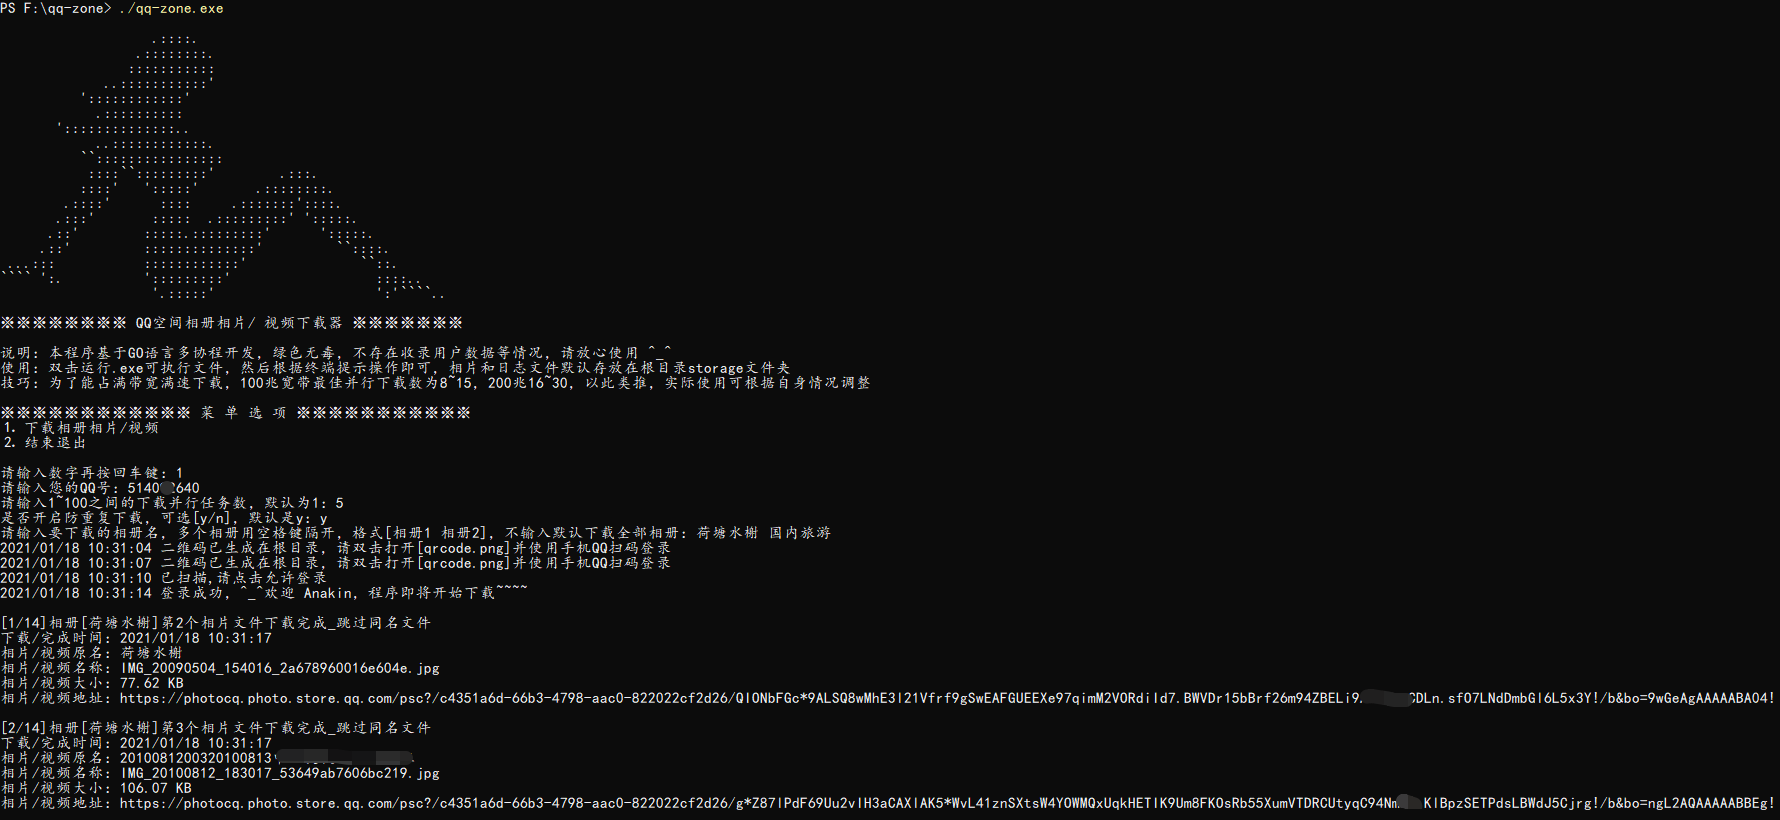 PS F:\qq-zone> ./qq-zone.exe
※※※※※※※※ QQ空间相册相片/ 视频下载器 ※※※※※※※
说明: 本程序基于GO语言多协程开发, 绿色无毒, 不存在收录用户数据等情况, 请放心使用 ^_^
使用: 双击运行.exe可执行文件, 然后根据终端提示操作即可, 相片和日志文件默认存放在根目录storage文件夹
技巧: 为了能占满带宽满速下载, 100兆宽带最佳并行下载数为8~15, 200兆16~30, 以此类推, 实际使用可根据自身情况调整
※※※※※※※※※※※※ 菜 单 选 项 ※※※※※※※※※※※
1. 下载相册相片/视频
2. 结束退出
请输入数字再按回车键: 1
请输入您的QQ号: 5140 2640
请输入1~100之间的下载并行任务数, 默认为1: 5
是否开启防重复下载, 可选[y/n], 默认是y: y
请输入要下载的相册名, 多个相册用空格键隔开, 格式[相册1 相册2], 不输入默认下载全部相册: 荷塘水榭 国内旅游
2021/01/18 10:31:04 二维码已生成在根目录, 请双击打开[qrcode.png]并使用手机QQ扫码登录
2021/01/18 10:31:07 二维码已生成在根目录, 请双击打开[qrcode.png]并使用手机QQ扫码登录
2021/01/18 10:31:10 已扫描,请点击允许登录
2021/01/18 10:31:14 登录成功, ^_^欢迎 Anakin, 程序即将开始下载~~~~
[1/14]相册[荷塘水榭]第2个相片文件下载完成_跳过同名文件
下载/完成时间: 2021/01/18 10:31:17
相片/视频原名: 荷塘水榭
相片/视频名称: IMG_20090504_154016_2a678960016e604e.jpg
相片/视频大小: 77.62 KB
相片/视频地址: https://photocq.photo.store.qq.com/psc?/c4351a6d-66b3-4798-aac0-822022cf2d26/QlONbFGc*9ALSQ8wMhE3l21Vfrf9gSwEAFGUEEXe97qimM2VORdiId7.BWVDr15bBrf26m94ZBELi9 CDLn.sf07LNdDmbGl6L5x3Y!/b&bo=9wGeAgAAAAABAO4!
[2/14]相册[荷塘水榭]第3个相片文件下载完成_跳过同名文件
下载/完成时间: 2021/01/18 10:31:17
相片/视频原名: 2010081200320100813
相片/视频名称: IMG_20100812_183017_53649ab7606bc219.jpg
相片/视频大小: 106.07 KB
相片/视频地址: https://photocq.photo.store.qq.com/psc?/c4351a6d-66b3-4798-aac0-822022cf2d26/g*Z87lPdF69Uu2vlH3aCAXlAK5*WvL41znSXtsW4YOWMQxUqkHETlK9Um8FKOsRb55XumVTDRCUtyqC94Nm KlBpzSETPdsLBWdJ5Cjrg!/b&bo=ngL2AQAAAAABBEg!